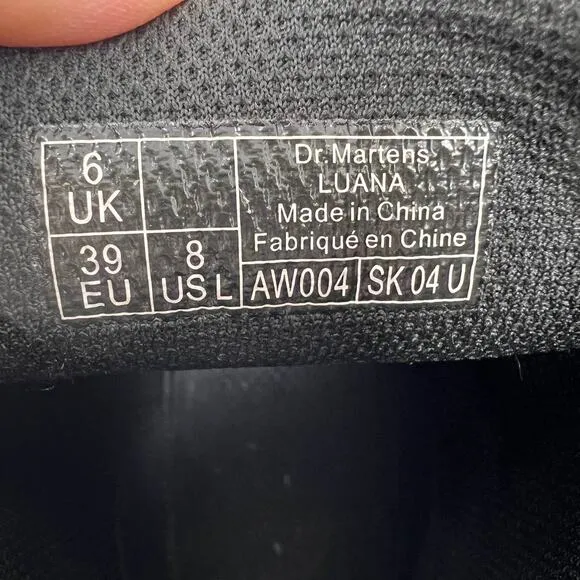 6
UK
39
EU
8
US L
Dr. Martens
LUANA
Made in China
Fabriqué en Chine
AW004
SK 04 U